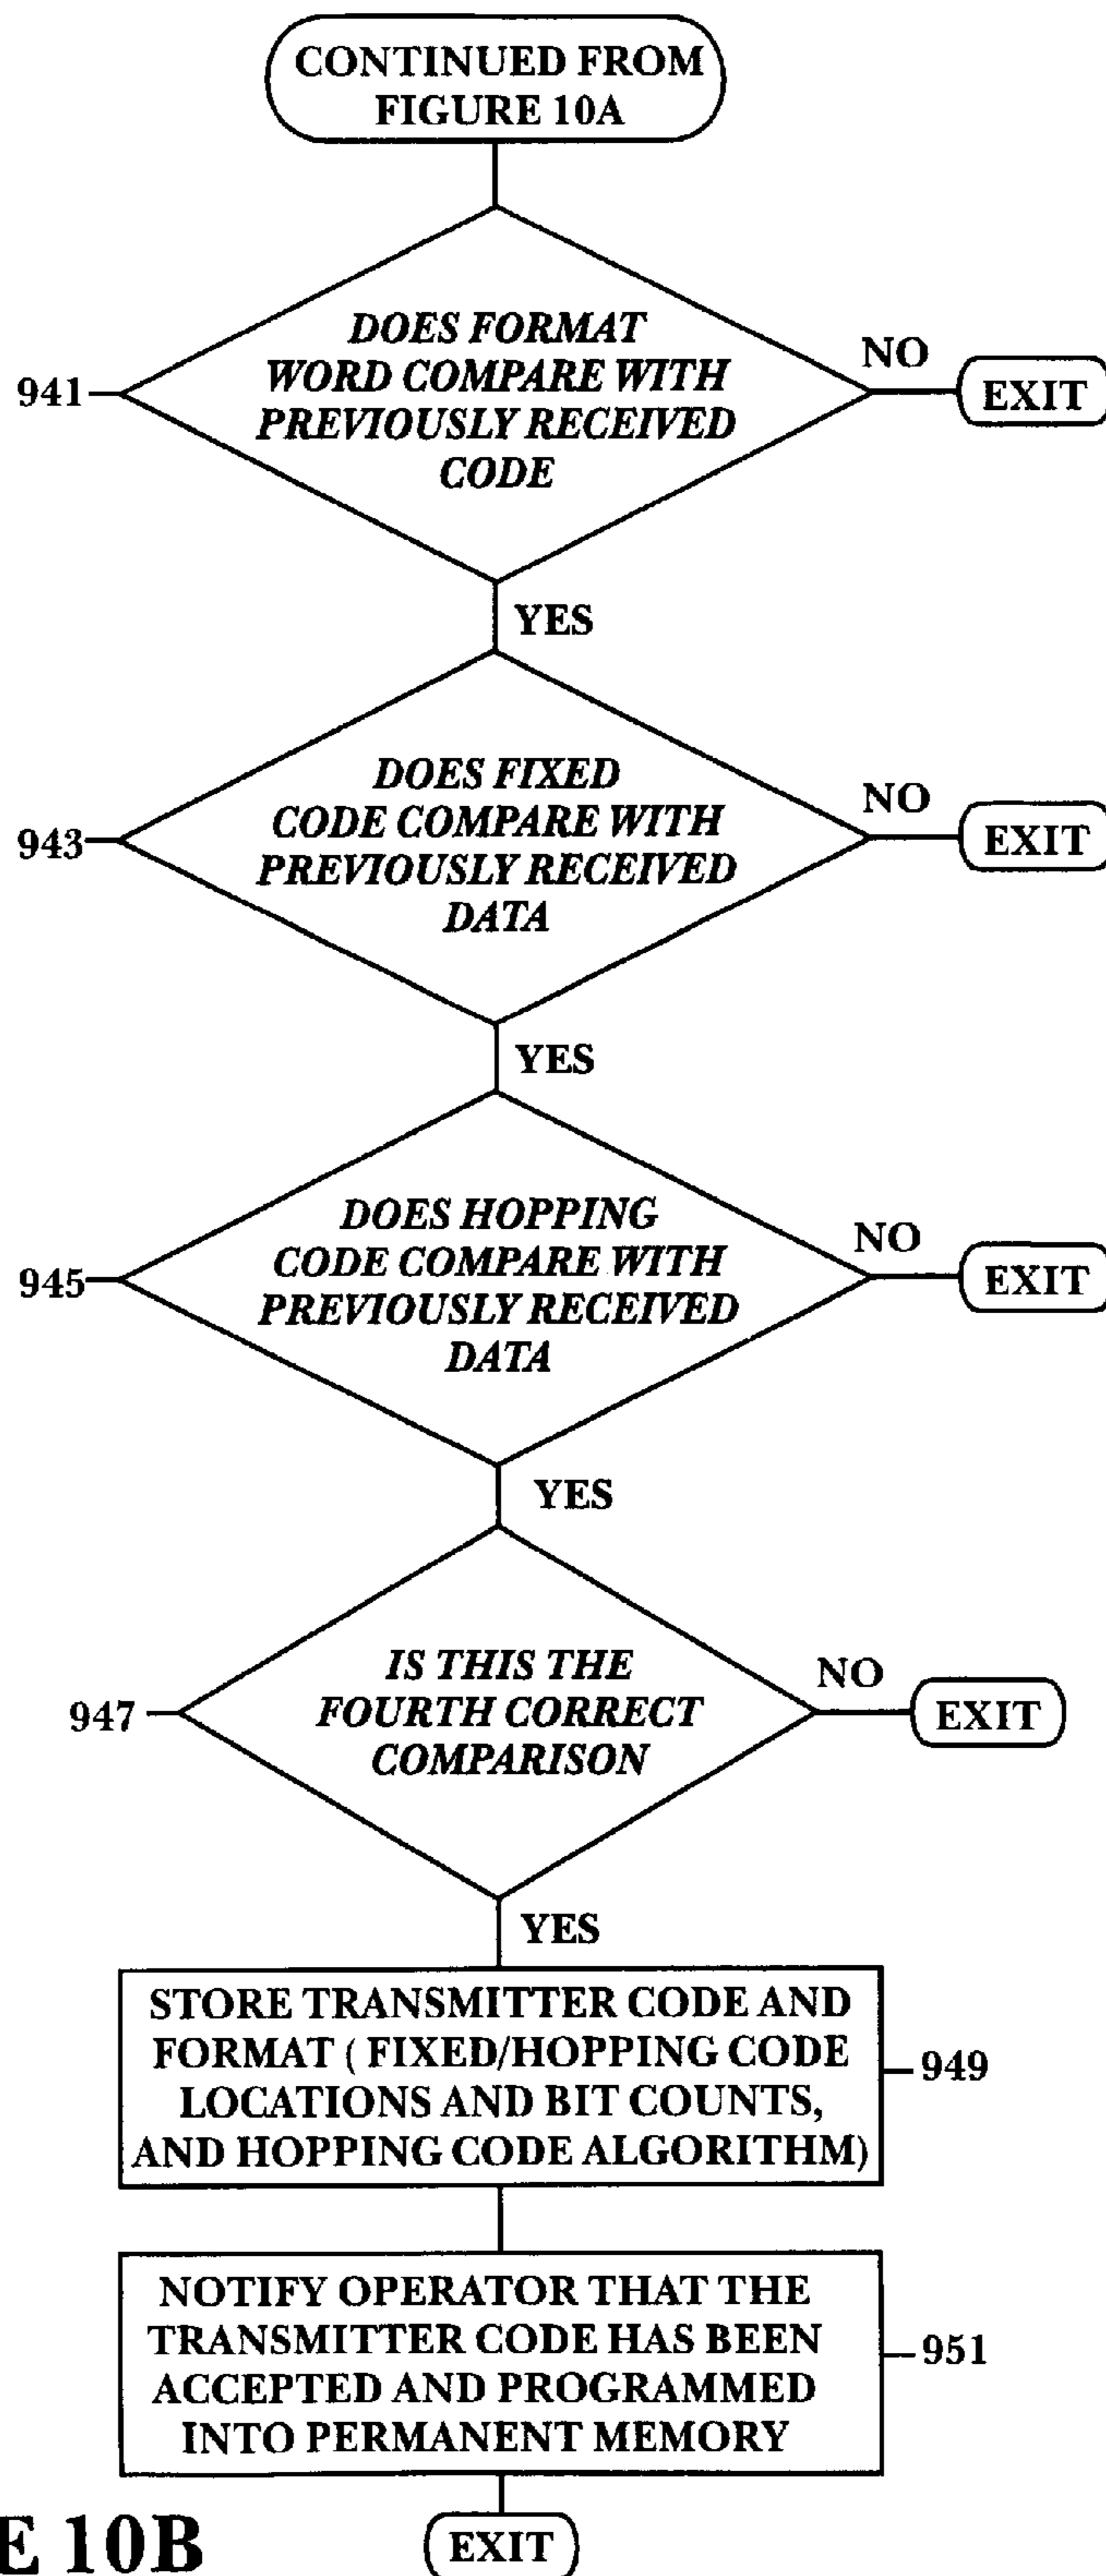 CONTINUED FROM
FIGURE 10A
DOES FORMAT
WORD COMPARE WITH
PREVIOUSLY RECEIVED
CODE
941
NO
EXIT
YES
DOES FIXED
CODE COMPARE WITH
PREVIOUSLY RECEIVED
DATA
943
NO
EXIT
YES
DOES HOPPING
CODE COMPARE WITH
PREVIOUSLY RECEIVED
DATA
945
NO
EXIT
YES
IS THIS THE
FOURTH CORRECT
COMPARISON
947
NO
EXIT
YES
STORE TRANSMITTER CODE AND
FORMAT ( FIXED/HOPPING CODE
LOCATIONS AND BIT COUNTS,
AND HOPPING CODE ALGORITHM)
949
NOTIFY OPERATOR THAT THE
TRANSMITTER CODE HAS BEEN
ACCEPTED AND PROGRAMMED
INTO PERMANENT MEMORY
951
EXIT
E 10B